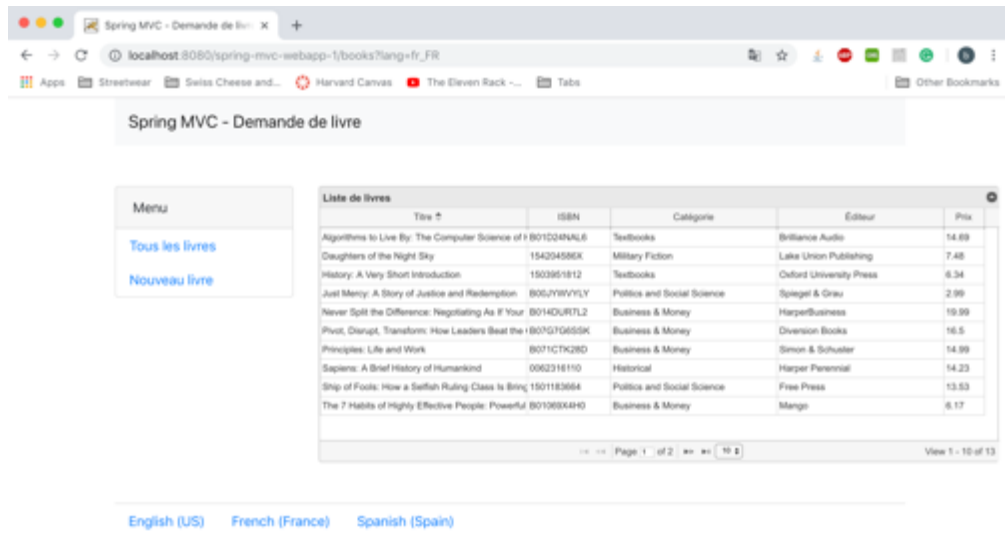 Spring MVC - Demande de livr
localhost:8080/spring-mvc-webapp-1/books?lang=fr_FR
Apps Streetwear Swiss Cheese and... Harvard Canvas The Eleven Rack -... Tabs Other Bookmarks
Spring MVC - Demande de livre
Menu
Tous les livres
Nouveau livre
Liste de livres
Titre ISBN Catégorie Éditeur Prix
Algorithms to Live By: The Computer Science of H B01D24NAL6 Textbooks Brilliance Audio 14.69
Daughters of the Night Sky 154204586X Military Fiction Lake Union Publishing 7.48
History: A Very Short Introduction 1503951812 Textbooks Oxford University Press 6.34
Just Mercy: A Story of Justice and Redemption B00JYWVYLY Politics and Social Science Spiegel & Grau 2.99
Never Split the Difference: Negotiating As If Your B014DUR7L2 Business & Money HarperBusiness 19.99
Pivot, Disrupt, Transform: How Leaders Beat the B07G7G6SSK Business & Money Diversion Books 16.5
Principles: Life and Work B071CTK28D Business & Money Simon & Schuster 14.99
Sapiens: A Brief History of Humankind 0062316110 Historical Harper Perennial 14.23
Ship of Fools: How a Selfish Ruling Class Is Bring 1501183664 Politics and Social Science Free Press 13.53
The 7 Habits of Highly Effective People: Powerful B01069X4H0 Business & Money Mango 6.17
Page 1 of 2 10 View 1 - 10 of 13
English (US) French (France) Spanish (Spain)